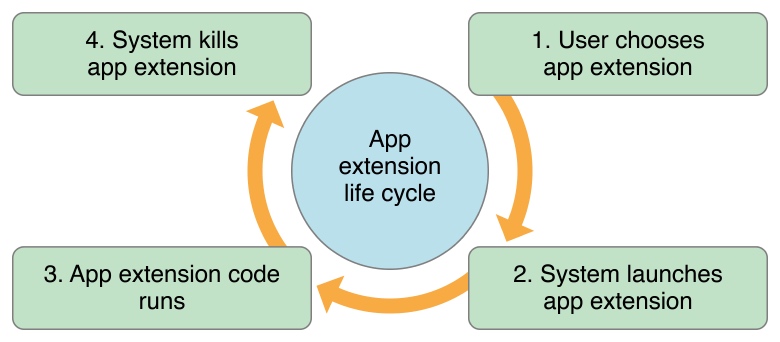 4. System kills
app extension
1. User chooses
app extension
App
extension
life cycle
3. App extension code
runs
2. System launches
app extension